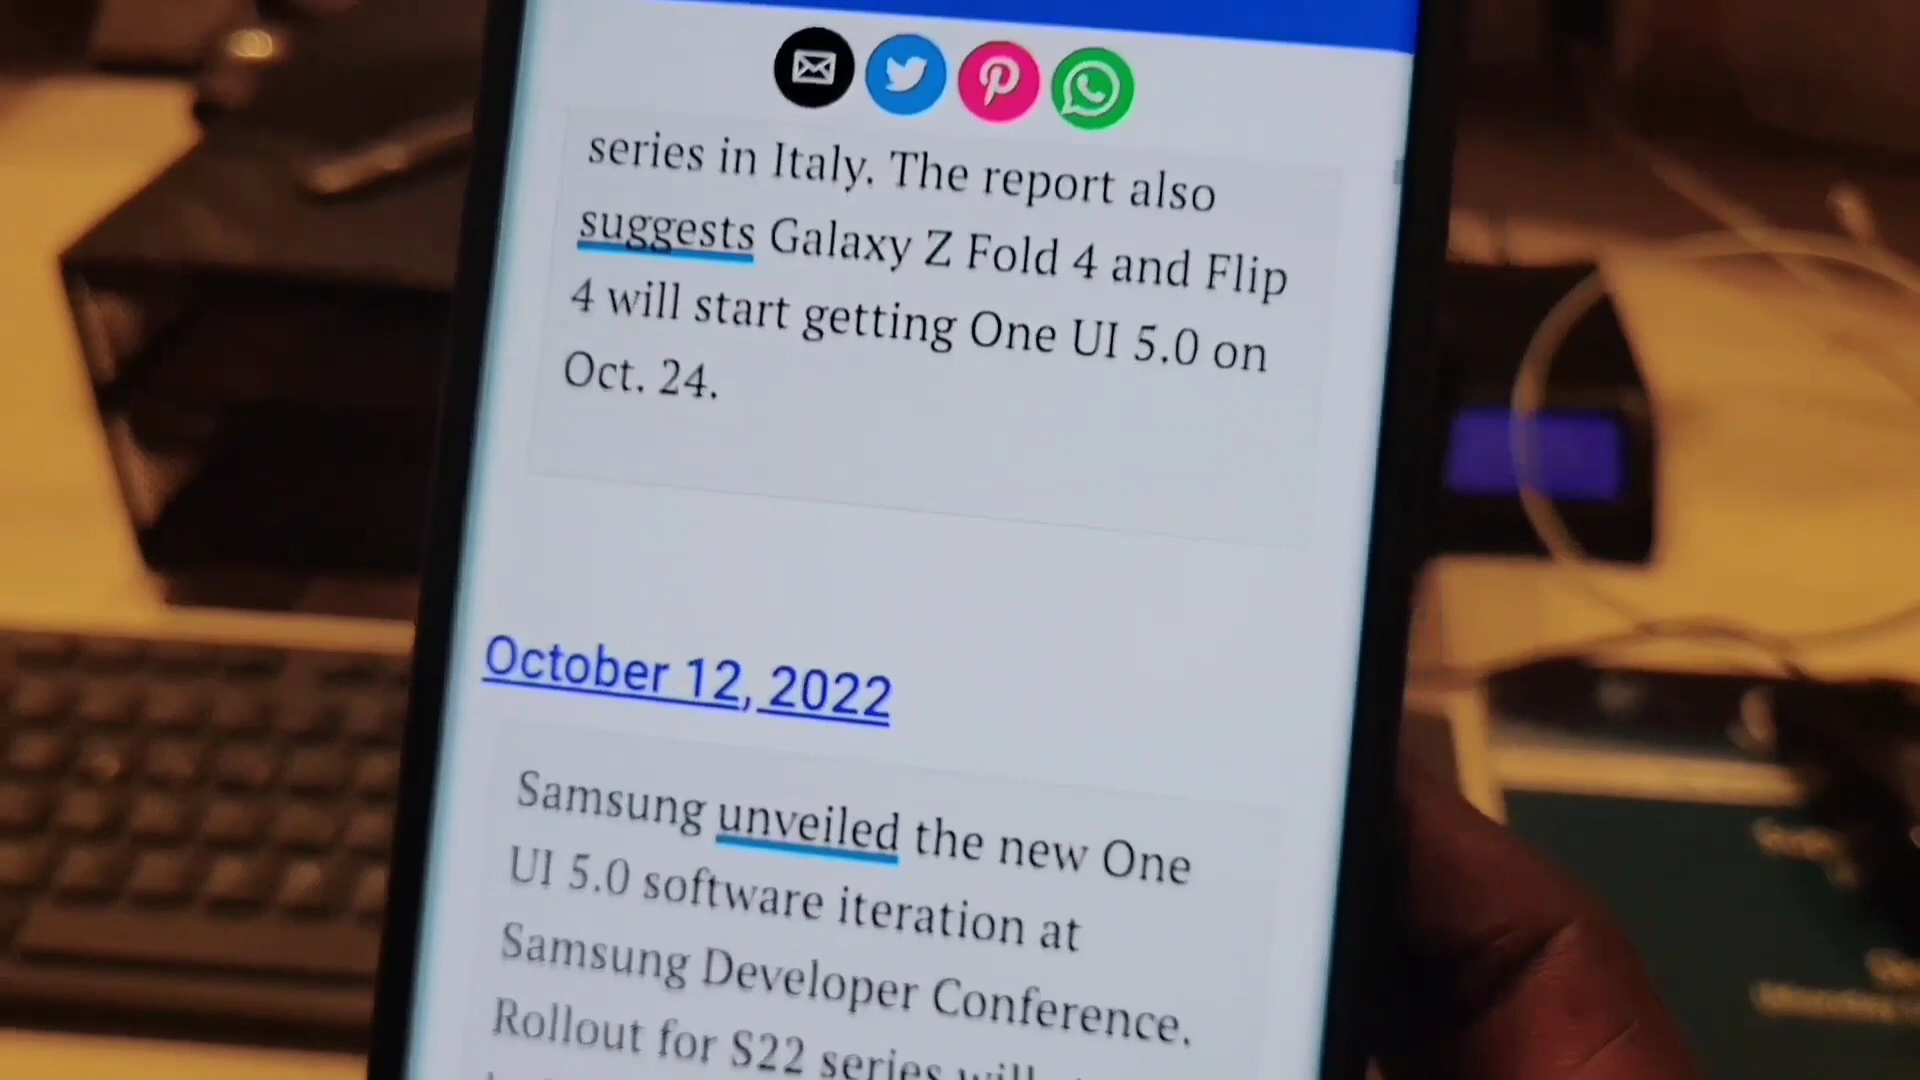 series in Italy. The report also
suggests Galaxy Z Fold 4 and Flip
4 will start getting One UI 5.0 on
Oct. 24.
October 12, 2022
Samsung unveiled the new One
UI 5.0 software iteration at
Samsung Developer Conference.
Rollout for S22 series will